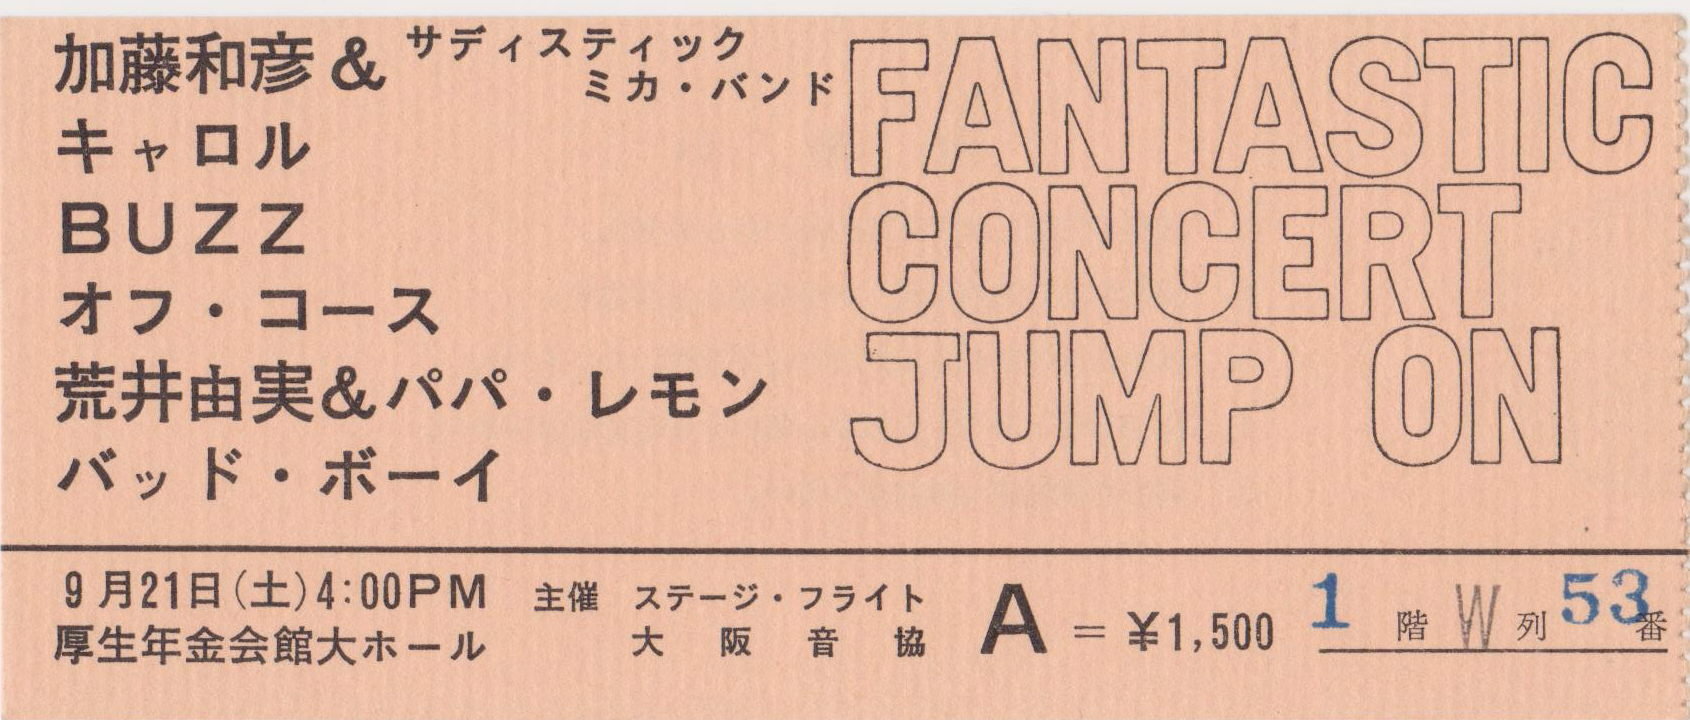 加藤和彦&サディスティック
ミカ・バンド
キャロル
BUZZ
オフ・コース
荒井由実&パパ・レモン
バッド・ボーイ
FANTASTIC
CONCERT
JUMP ON
9月21日(土)4:00PM
厚生年金会館大ホール
主催 ステージ・フライト
大阪音協
A=¥1,500
1階W列53番